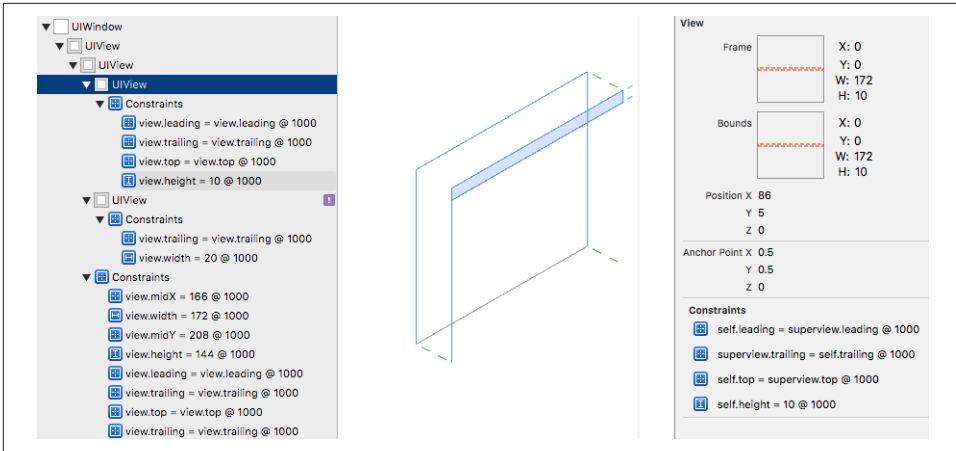 UIWindow
UIView
UIView
UIView
Constraints
view.leading = view.leading @ 1000
view.trailing = view.trailing @ 1000
view.top = view.top @ 1000
view.height = 10 @ 1000
UIView
Constraints
view.trailing = view.trailing @ 1000
view.width = 20 @ 1000
Constraints
view.midX = 166 @ 1000
view.width = 172 @ 1000
view.midY = 208 @ 1000
view.height = 144 @ 1000
view.leading = view.leading @ 1000
view.trailing = view.trailing @ 1000
view.top = view.top @ 1000
view.trailing = view.trailing @ 1000
View
Frame
X: 0
Y: 0
W: 172
H: 10
Bounds
X: 0
Y: 0
W: 172
H: 10
Position X 86
Y 5
Z 0
Anchor Point X 0.5
Y 0.5
Z 0
Constraints
self.leading = superview.leading @ 1000
superview.trailing = self.trailing @ 1000
self.top = superview.top @ 1000
self.height = 10 @ 1000